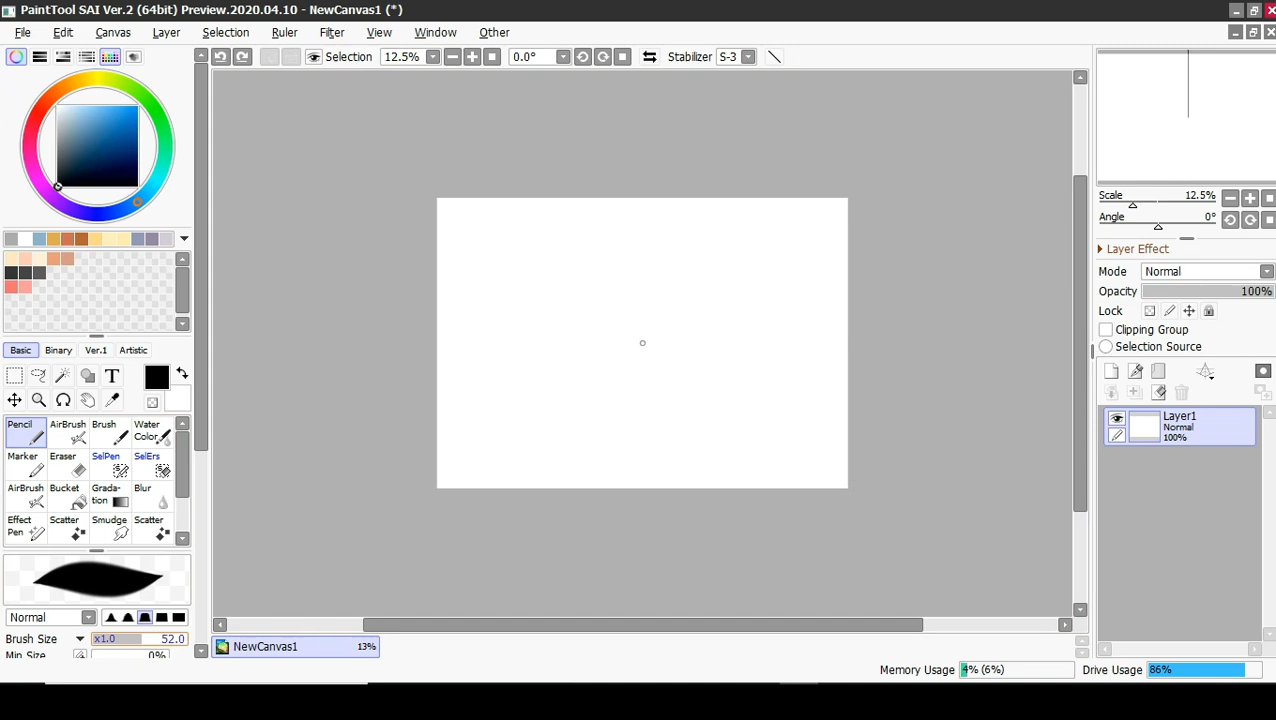 PaintTool SAI Ver.2 (64bit) Preview.2020.04.10 - NewCanvas1 (*)
File Edit Canvas Layer Selection Ruler Filter View Window Other
Selection 12.5% 0.0° Stabilizer S-3
Scale 12.5%
Angle 0°
Layer Effect
Mode Normal
Opacity 100%
Lock
Clipping Group
Selection Source
Basic Binary Ver.1 Artistic
T
Pencil AirBrush Brush Water Color
Marker Eraser SelPen SelErs
AirBrush Bucket Grada-tion Blur
Effect Pen Scatter Smudge Scatter
Layer1
Normal
100%
Normal
Brush Size x1.0 52.0
Min Size 0%
NewCanvas1 13%
Memory Usage 4% (6%) Drive Usage 86%